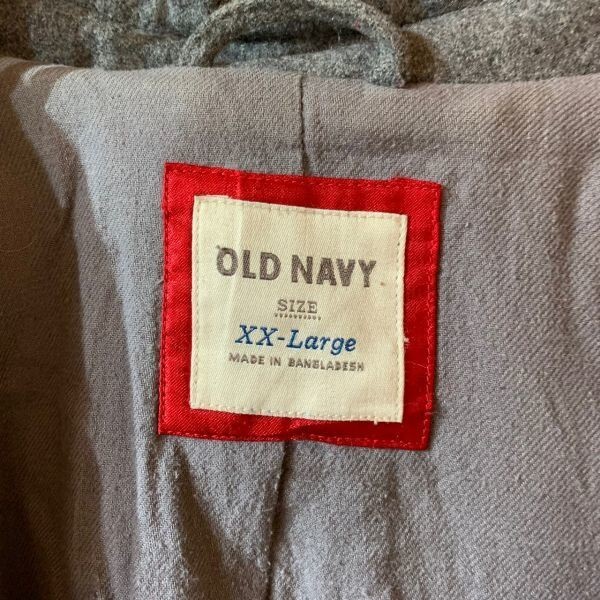 OLD NAVY
SIZE
XX-Large
MADE IN BANGLADESH